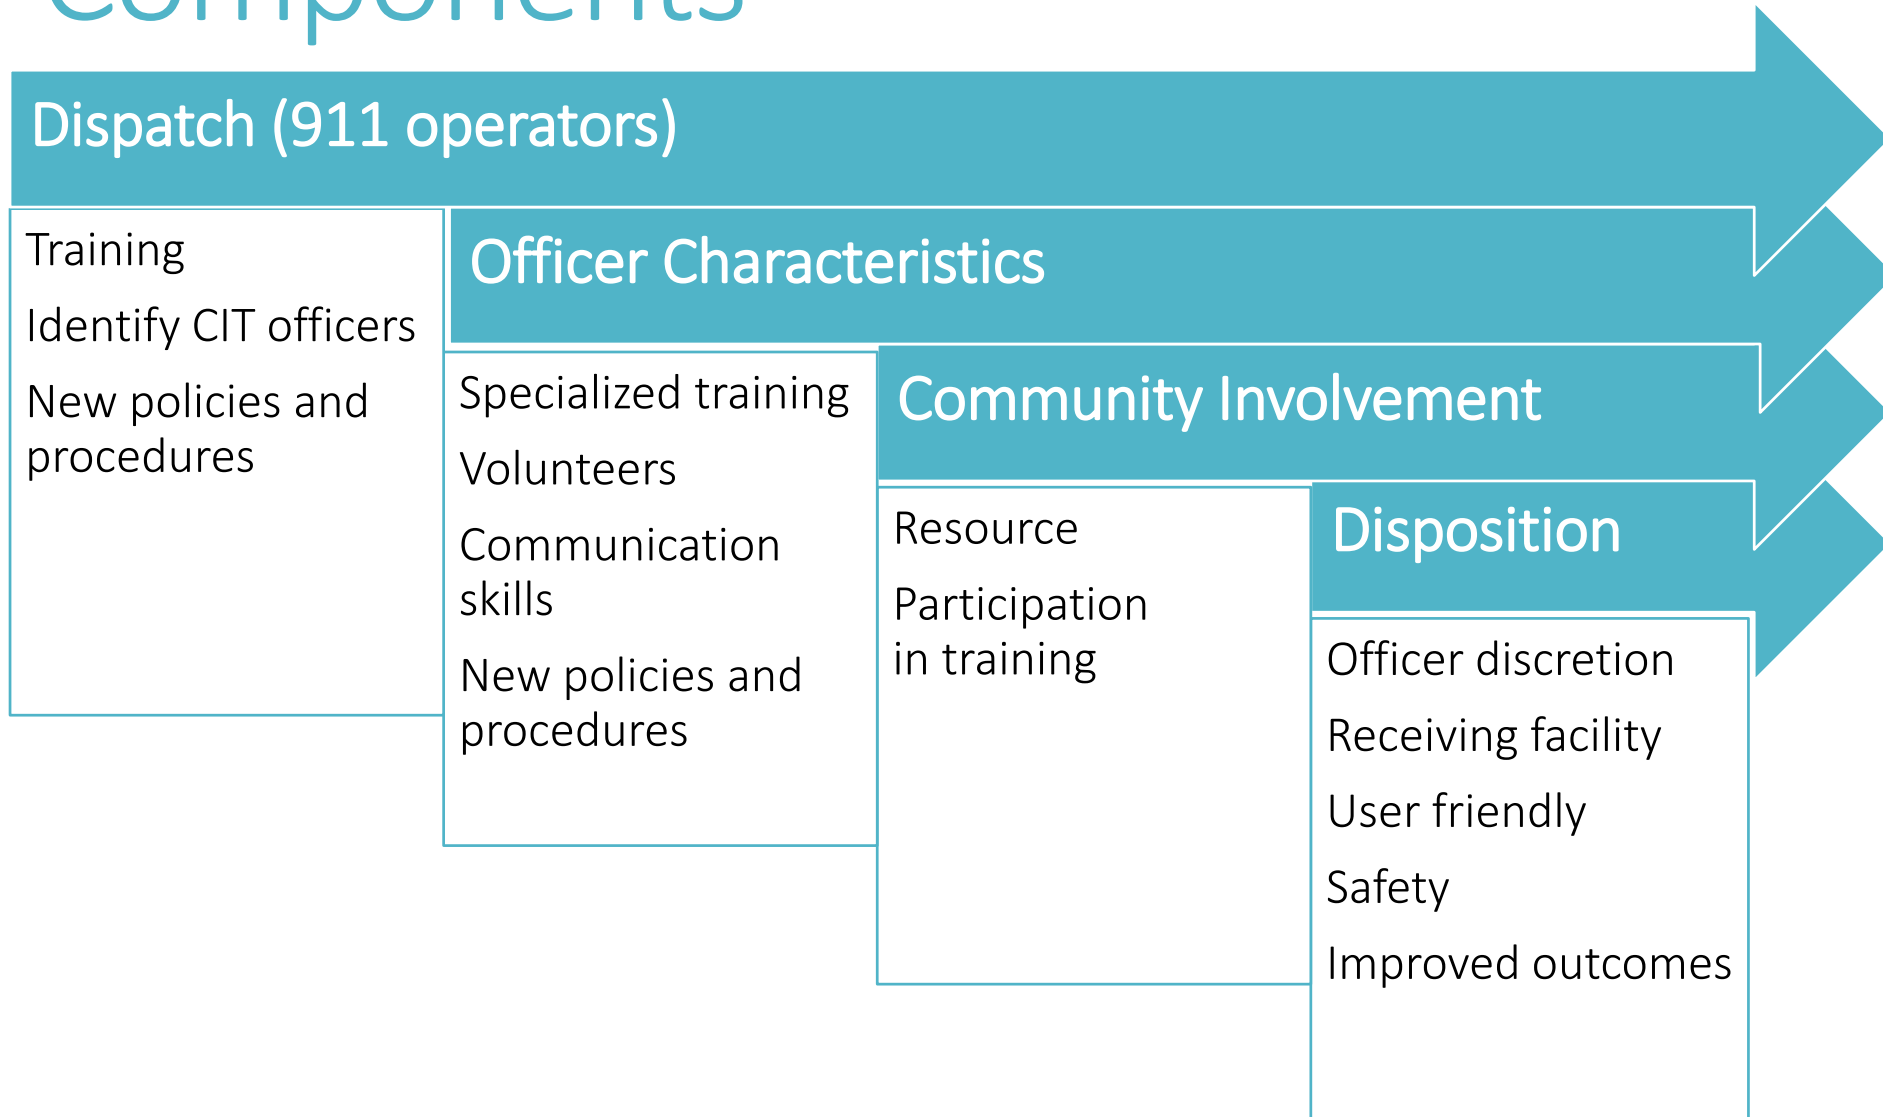 Components
Dispatch (911 operators)
Training
Identify CIT officers
New policies and
procedures
Officer Characteristics
Specialized training
Volunteers
Communication
skills
New policies and
procedures
Community Involvement
Resource
Participation
in training
Disposition
Officer discretion
Receiving facility
User friendly
Safety
Improved outcomes